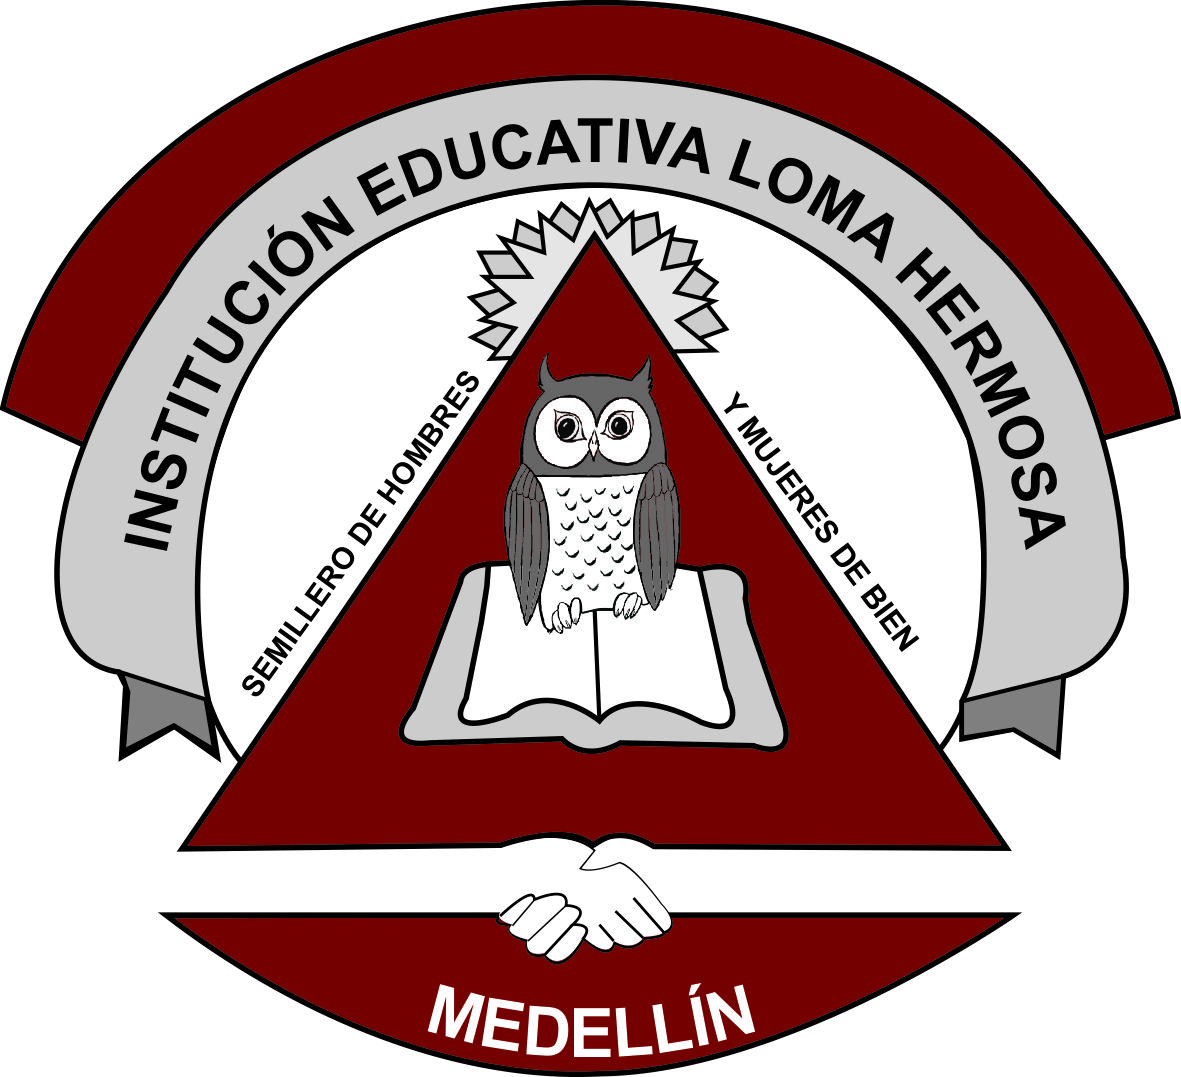 INSTITUCIÓN EDUCATIVA LOMA HERMOSA
SEMILLERO DE HOMBRES
Y MUJERES DE BIEN
MEDELLÍN